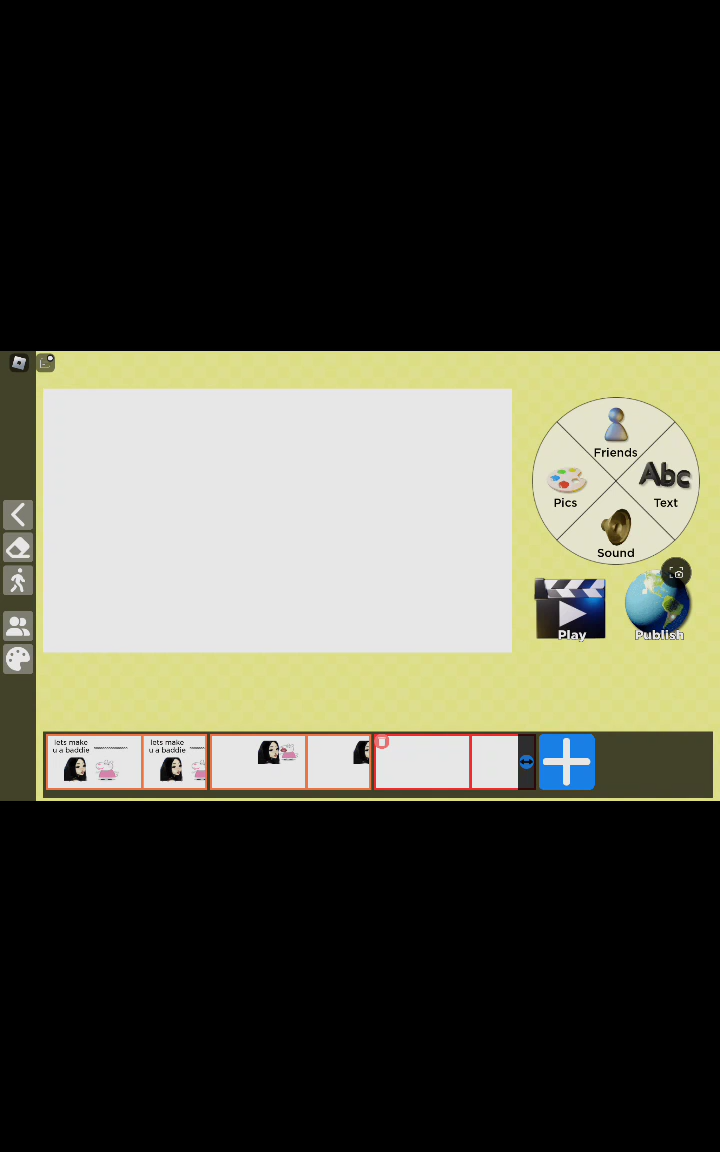 Friends
Abc
Pics
Text
Sound
Play
Publish
lets make
u a baddie
lets make
u a baddie